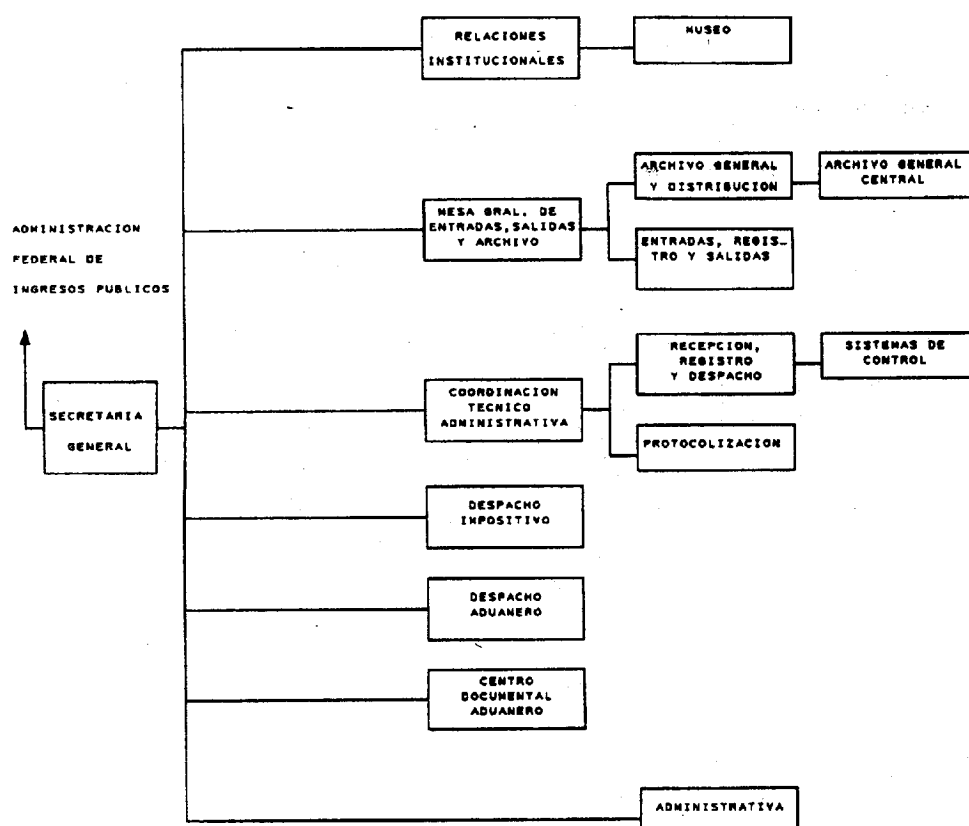 RELACIONES
INSTITUCIONALES
MUSEO
ARCHIVO GENERAL
Y DISTRIBUCION
ARCHIVO GENERAL
CENTRAL
MESA GRAL. DE
ENTRADAS, SALIDAS
Y ARCHIVO
ENTRADAS, REGIS_
TRO Y SALIDAS
ADMINISTRACION
FEDERAL DE
INGRESOS PUBLICOS
RECEPCION,
REGISTRO
Y DESPACHO
SISTEMAS DE
CONTROL
COORDINACION
TECNICO
ADMINISTRATIVA
PROTOCOLIZACION
SECRETARIA
GENERAL
DESPACHO
IMPOSITIVO
DESPACHO
ADUANERO
CENTRO
DOCUMENTAL
ADUANERO
ADMINISTRATIVA